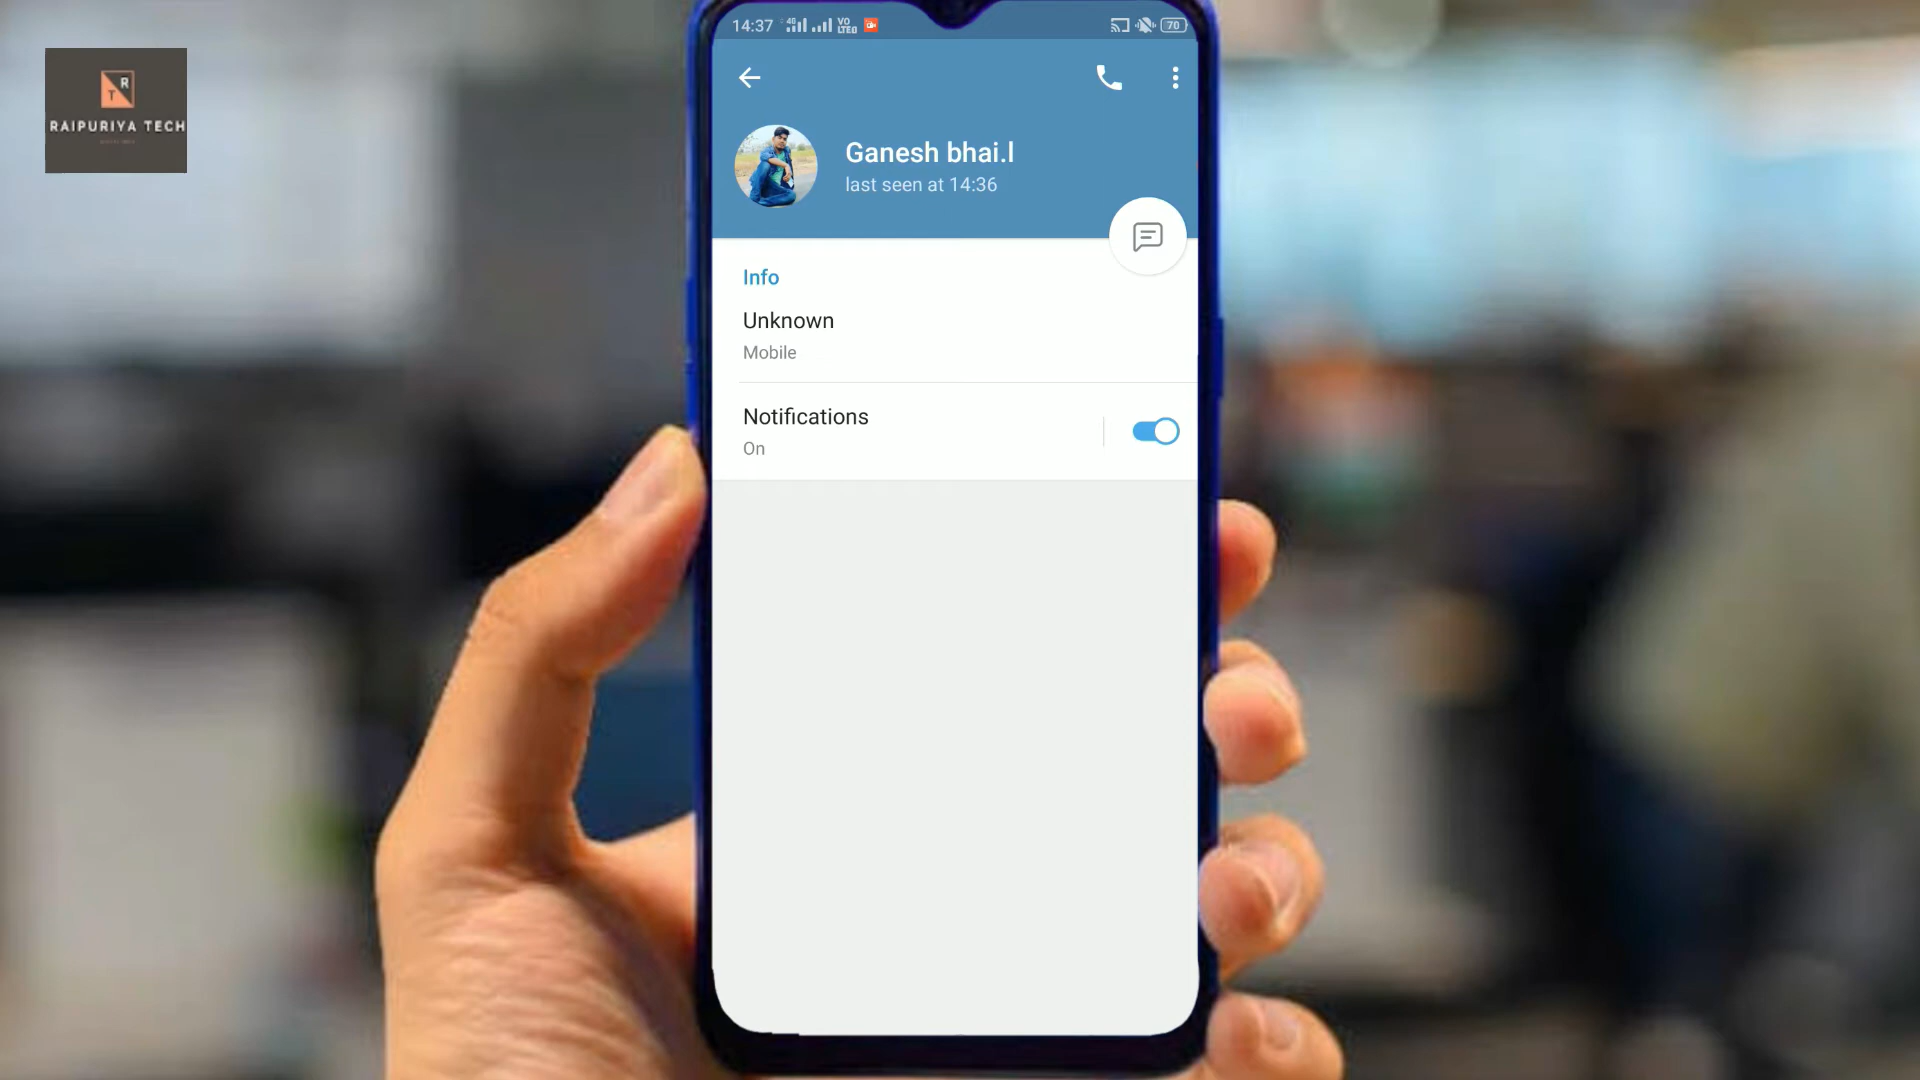 R
T
RAIPURIYA TECH
14:37 4G VO LTE 70
Ganesh bhai.l
last seen at 14:36
Info
Unknown
Mobile
Notifications
On